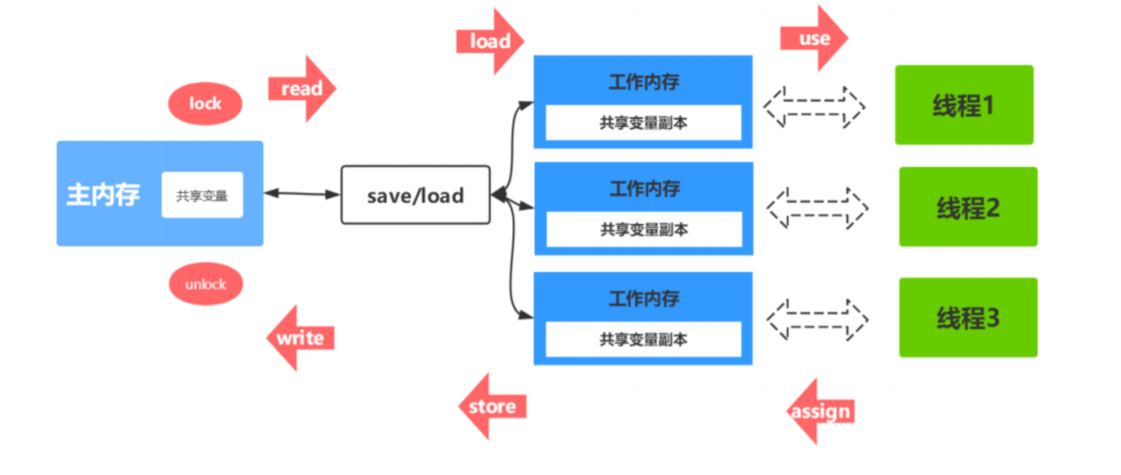 load
use
read
lock
工作内存
共享变量副本
线程1
主内存
共享变量
save/load
工作内存
共享变量副本
线程2
unlock
工作内存
共享变量副本
线程3
write
store
assign